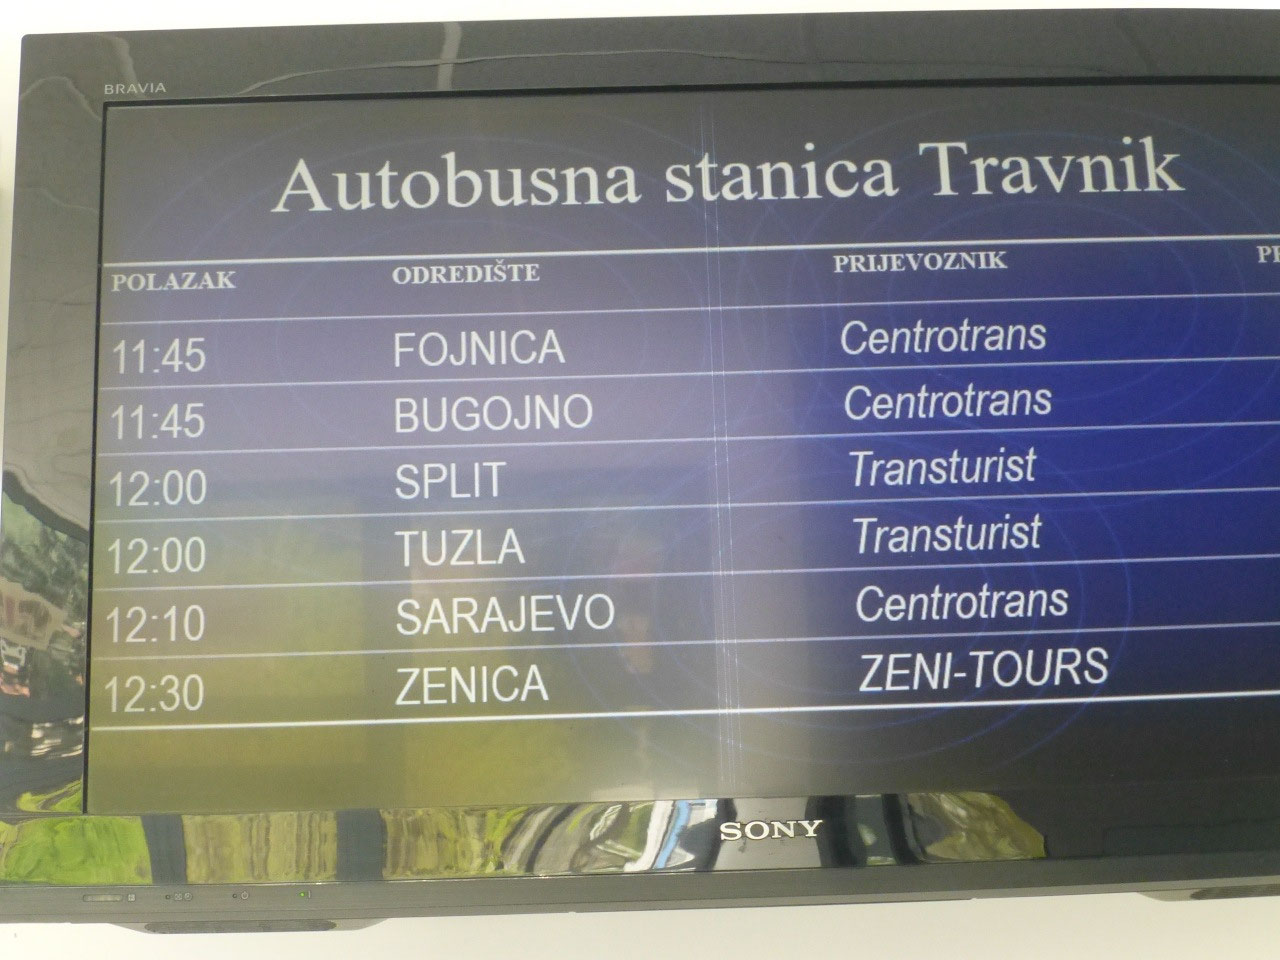 BRAVIA
Autobusna stanica Travnik
POLAZAK ODREDIŠTE PRIJEVOZNIK
11:45 FOJNICA Centrotrans
11:45 BUGOJNO Centrotrans
12:00 SPLIT Transturist
12:00 TUZLA Transturist
12:10 SARAJEVO Centrotrans
12:30 ZENICA ZENI-TOURS
SONY